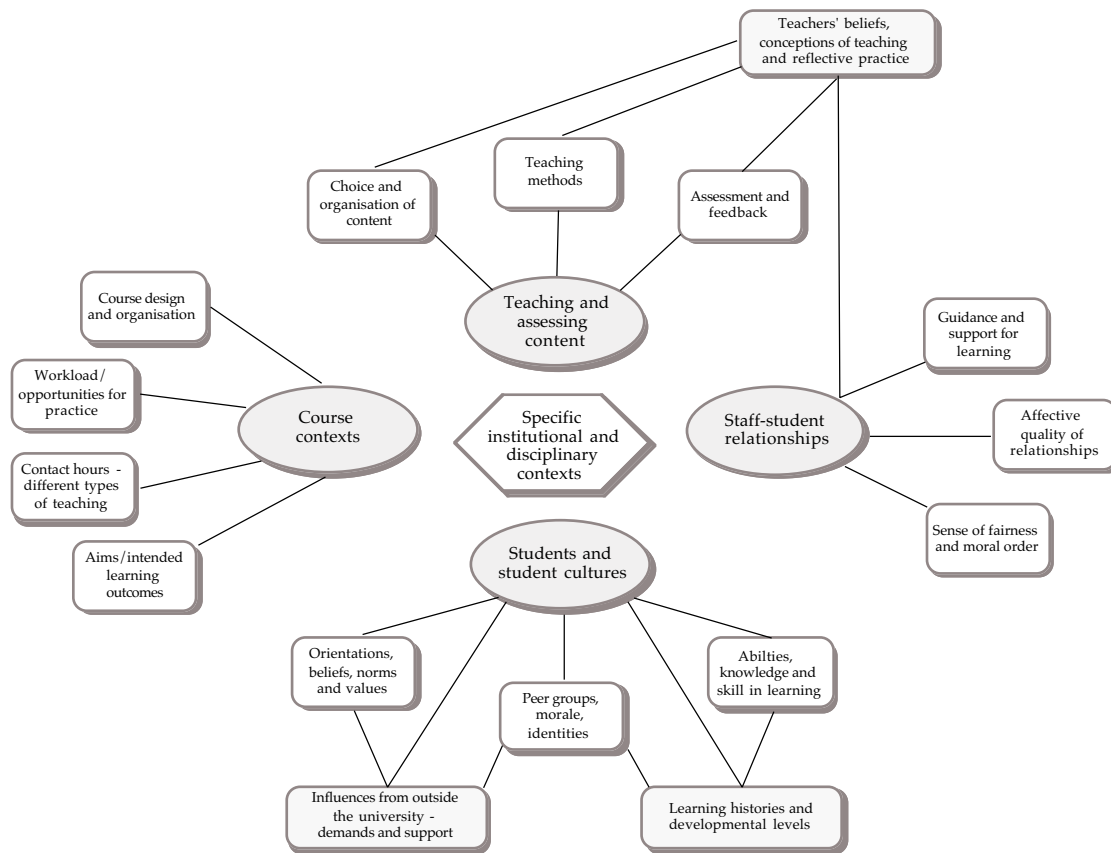 Teachers' beliefs,
conceptions of teaching
and reflective practice
Teaching
methods
Choice and
organisation of
content
Assessment and
feedback
Teaching and
assessing
content
Course design
and organisation
Guidance and
support for
learning
Workload/
opportunities for
practice
Course
contexts
Specific
institutional and
disciplinary
contexts
Staff-student
relationships
Affective
quality of
relationships
Contact hours -
different types
of teaching
Sense of fairness
and moral order
Aims/intended
learning
outcomes
Students and
student cultures
Orientations,
beliefs, norms
and values
Peer groups,
morale,
identities
Abilties,
knowledge and
skill in learning
Influences from outside
the university -
demands and support
Learning histories and
developmental levels